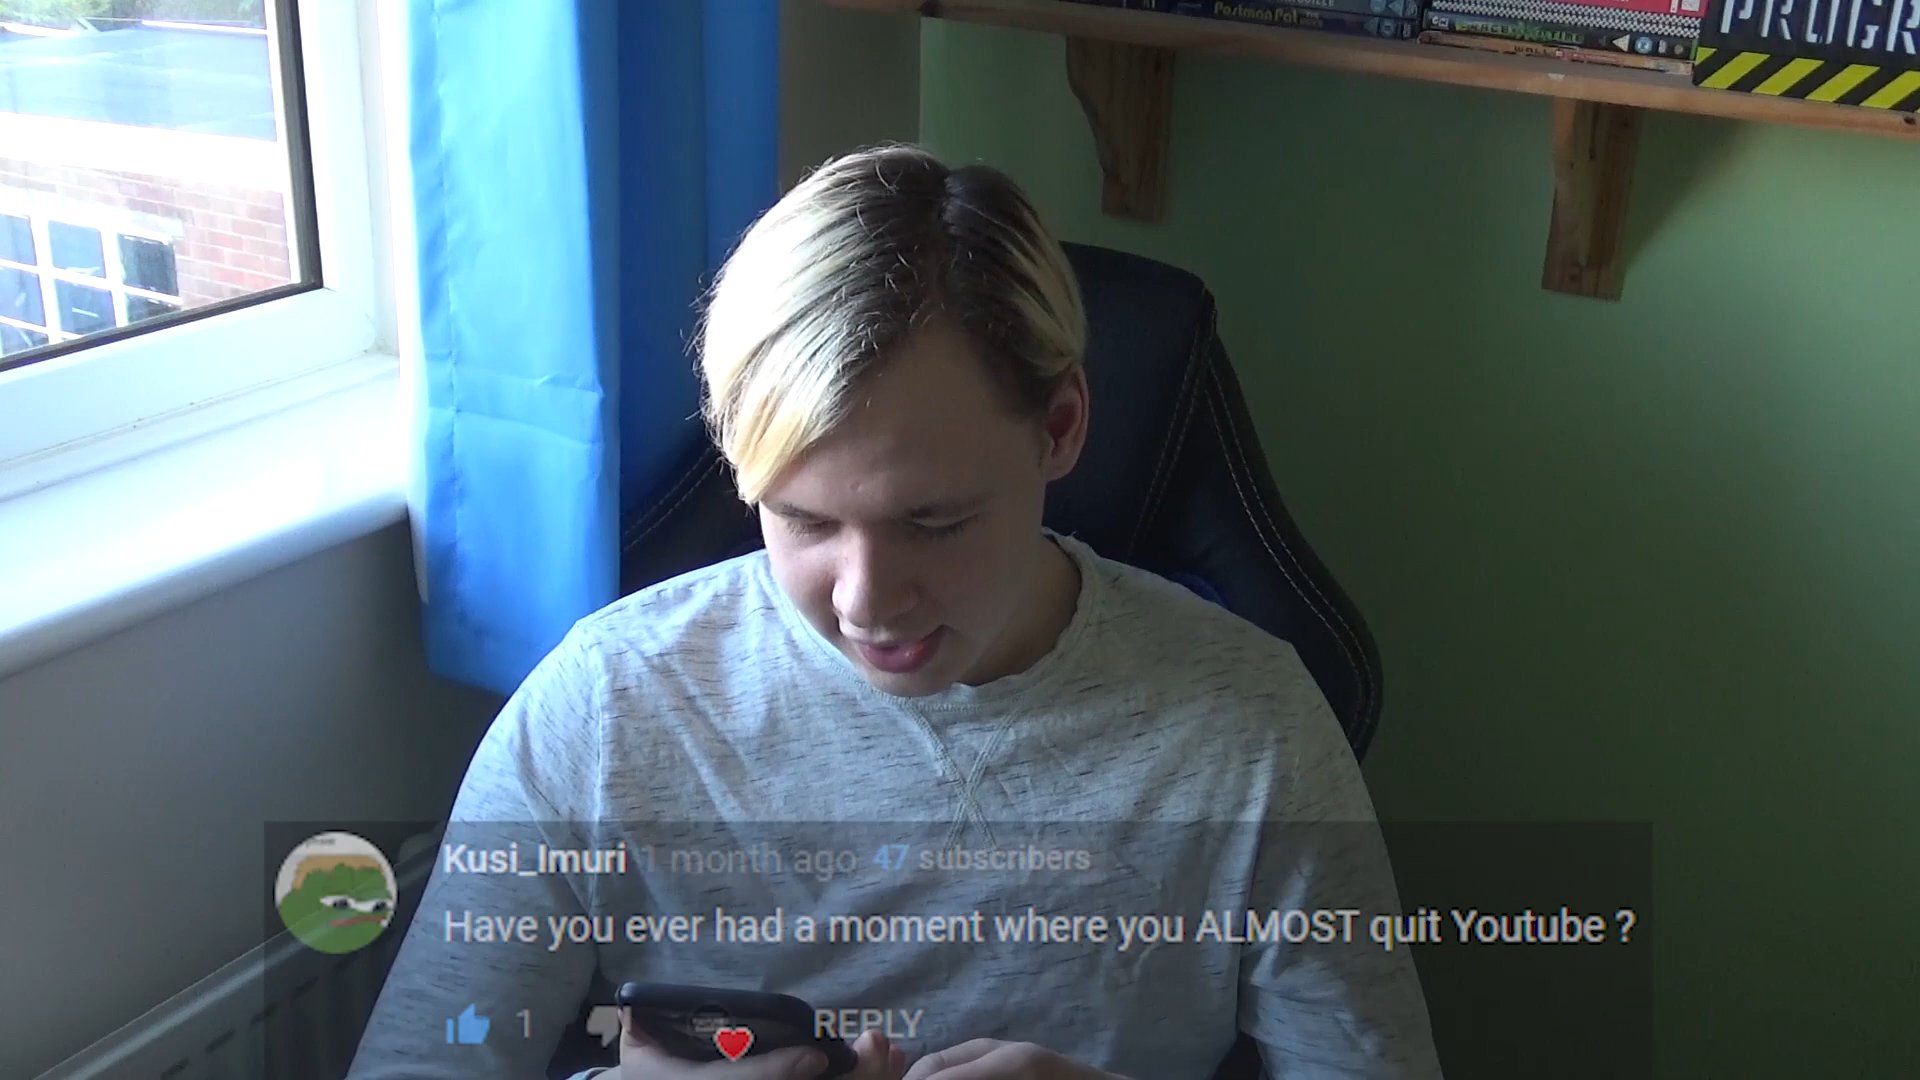 Postman Pat
PROGR
Kusi_Imuri 1 month ago 47 subscribers
Have you ever had a moment where you ALMOST quit Youtube ?
1 REPLY